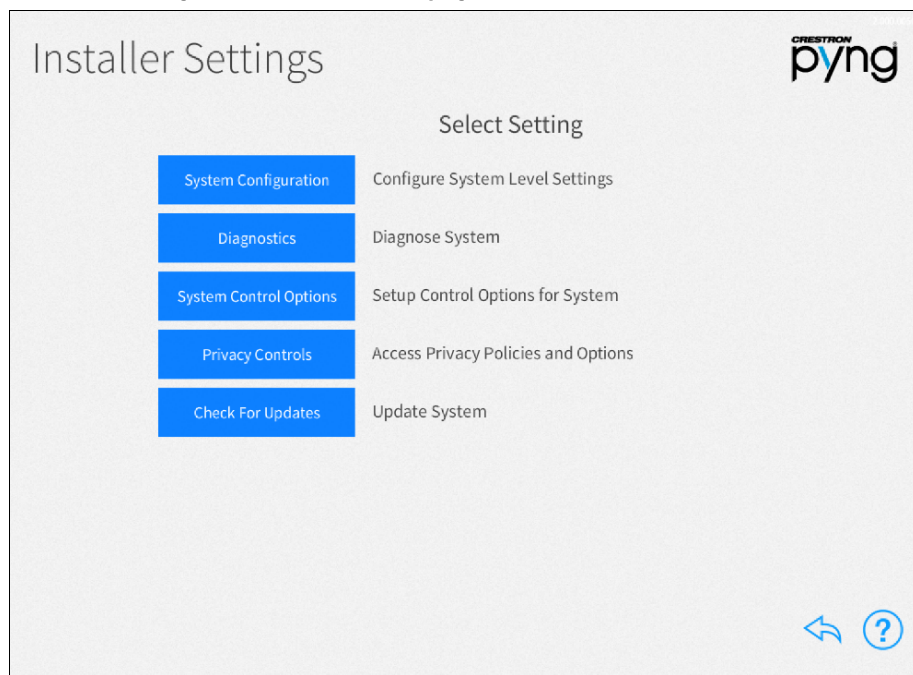 Installer Settings
CRESTRON
pyng
Select Setting
System Configuration Configure System Level Settings
Diagnostics Diagnose System
System Control Options Setup Control Options for System
Privacy Controls Access Privacy Policies and Options
Check For Updates Update System
?